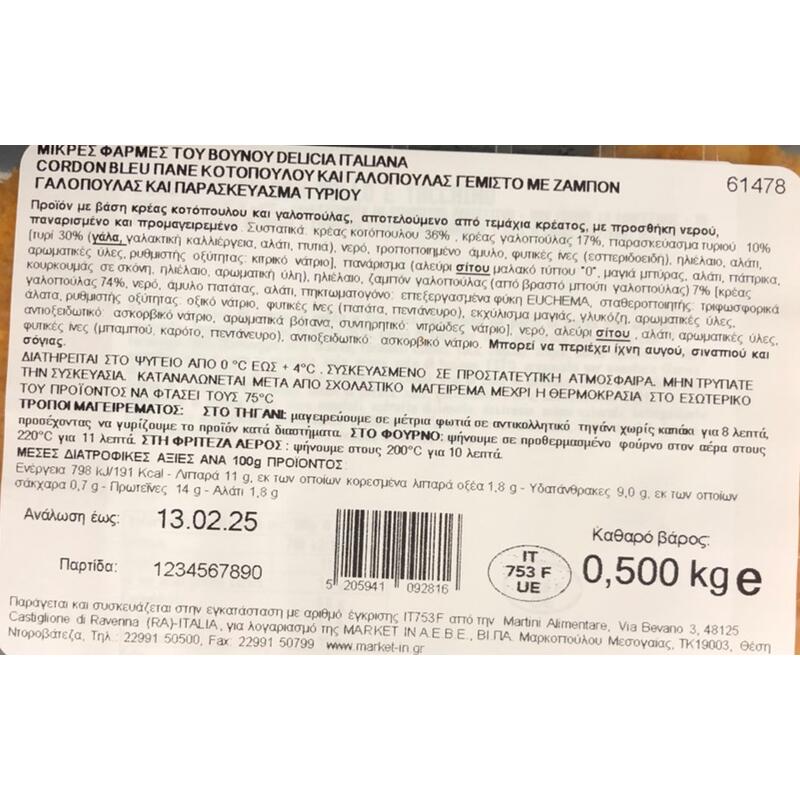 ΜΙΚΡΕΣ ΦΑΡΜΕΣ ΤΟΥ ΒΟΥΝΟΥ DELICIA ITALIANA
CORDON BLEU ΠΑΝΕ ΚΟΤΟΠΟΥΛΟΥ ΚΑΙ ΓΑΛΟΠΟΥΛΑΣ ΓΕΜΙΣΤΟ ΜΕ ΖΑΜΠΟΝ
ΓΑΛΟΠΟΥΛΑΣ ΚΑΙ ΠΑΡΑΣΚΕΥΑΣΜΑ ΤΥΡΙΟΥ
61478
Προϊόν με βάση κρέας κοτόπουλου και γαλοπούλας, αποτελούμενο από τεμάχια κρέατος, με προσθήκη νερού,
παναρισμένο και προμαγειρεμένο. Συστατικά: κρέας κοτόπουλου 36% , κρέας γαλοπούλας 17%, παρασκεύασμα τυριού 10%
[τυρί 30% (γάλα, γαλακτική καλλιέργεια, αλάτι, πυτιά), νερό, τροποποιημένο άμυλο, φυτικές ίνες (εσπεριδοειδή), ηλιέλαιο, αλάτι,
αρωματικές ύλες, ρυθμιστής οξύτητας: κιτρικό νάτριο], πανάρισμα (αλεύρι σίτου μαλακό τύπου "0", μαγιά μπύρας, αλάτι, πάπρικα,
κουρκουμάς σε σκόνη, ηλιέλαιο, αρωματική ύλη), ηλιέλαιο, ζαμπόν γαλοπούλας (από βραστό μπούτι γαλοπούλας) 7% [κρέας
γαλοπούλας 74%, νερό, άμυλο πατάτας, αλάτι, πηκτωματογόνο: επεξεργασμένα φύκη EUCHEMA, σταθεροποιητής: τριφωσφορικά
άλατα, ρυθμιστής οξύτητας: οξικό νάτριο, φυτικές ίνες (πατάτα, πεντάνευρο), εκχύλισμα μαγιάς, γλυκόζη, αρωματικές ύλες,
αντιοξειδωτικό: ασκορβικό νάτριο, αρωματικά βότανα, συντηρητικό: νιτρώδες νάτριο], νερό, αλεύρι σίτου , αλάτι, αρωματικές ύλες,
φυτικές ίνες (μπαμπού, καρότο, πεντάνευρο), αντιοξειδωτικό: ασκορβικό νάτριο. Μπορεί να περιέχει ίχνη αυγού, σιναπιού και
σόγιας.
ΔΙΑΤΗΡΕΙΤΑΙ ΣΤΟ ΨΥΓΕΙΟ ΑΠΟ 0 °C ΕΩΣ + 4°C . ΣΥΣΚΕΥΑΣΜΕΝΟ ΣΕ ΠΡΟΣΤΑΤΕΥΤΙΚΗ ΑΤΜΟΣΦΑΙΡΑ. ΜΗΝ ΤΡΥΠΑΤΕ
ΤΗΝ ΣΥΣΚΕΥΑΣΙΑ. ΚΑΤΑΝΑΛΩΝΕΤΑΙ ΜΕΤΑ ΑΠΟ ΣΧΟΛΑΣΤΙΚΟ ΜΑΓΕΙΡΕΜΑ ΜΕΧΡΙ Η ΘΕΡΜΟΚΡΑΣΙΑ ΣΤΟ ΕΣΩΤΕΡΙΚΟ
ΤΟΥ ΠΡΟΪΟΝΤΟΣ ΝΑ ΦΤΑΣΕΙ ΤΟΥΣ 75°C
ΤΡΟΠΟΙ ΜΑΓΕΙΡΕΜΑΤΟΣ: ΣΤΟ ΤΗΓΑΝΙ: μαγειρεύουμε σε μέτρια φωτιά σε αντικολλητικό τηγάνι χωρίς καπάκι για 8 λεπτά,
προσέχοντας να γυρίζουμε το προϊόν κατά διαστήματα. ΣΤΟ ΦΟΥΡΝΟ: ψήνουμε σε προθερμασμένο φούρνο στον αέρα στους
220°C για 11 λεπτά. ΣΤΗ ΦΡΙΤΕΖΑ ΑΕΡΟΣ : ψήνουμε στους 200°C για 10 λεπτά.
ΜΕΣΕΣ ΔΙΑΤΡΟΦΙΚΕΣ ΑΞΙΕΣ ΑΝΑ 100g ΠΡΟΪΟΝΤΟΣ:
Ενέργεια 798 kJ/191 Kcal - Λιπαρά 11 g, εκ των οποίων κορεσμένα λιπαρά οξέα 1,8 g - Υδατάνθρακες 9,0 g, εκ των οποίων
σάκχαρα 0,7 g - Πρωτεΐνες 14 g - Αλάτι 1,8 g
Ανάλωση έως: 13.02.25
Παρτίδα: 1234567890
5 205941 092816
IT
753 F
UE
Καθαρό βάρος:
0,500 kg e
Παράγεται και συσκευάζεται στην εγκατάσταση με αριθμό έγκρισης IT753F από την Martini Alimentare, Via Bevano 3, 48125
Castiglione di Ravenna (RA)-ITALIA, για λογαριασμό της MARKET IN A.E.B.E., ΒΙ.ΠΑ. Μαρκοπούλου Μεσογαίας, ΤΚ19003, Θέση
Ντοροβάτεζα, Τηλ.: 22991 50500, Fax: 22991 50799 www.market-in.gr